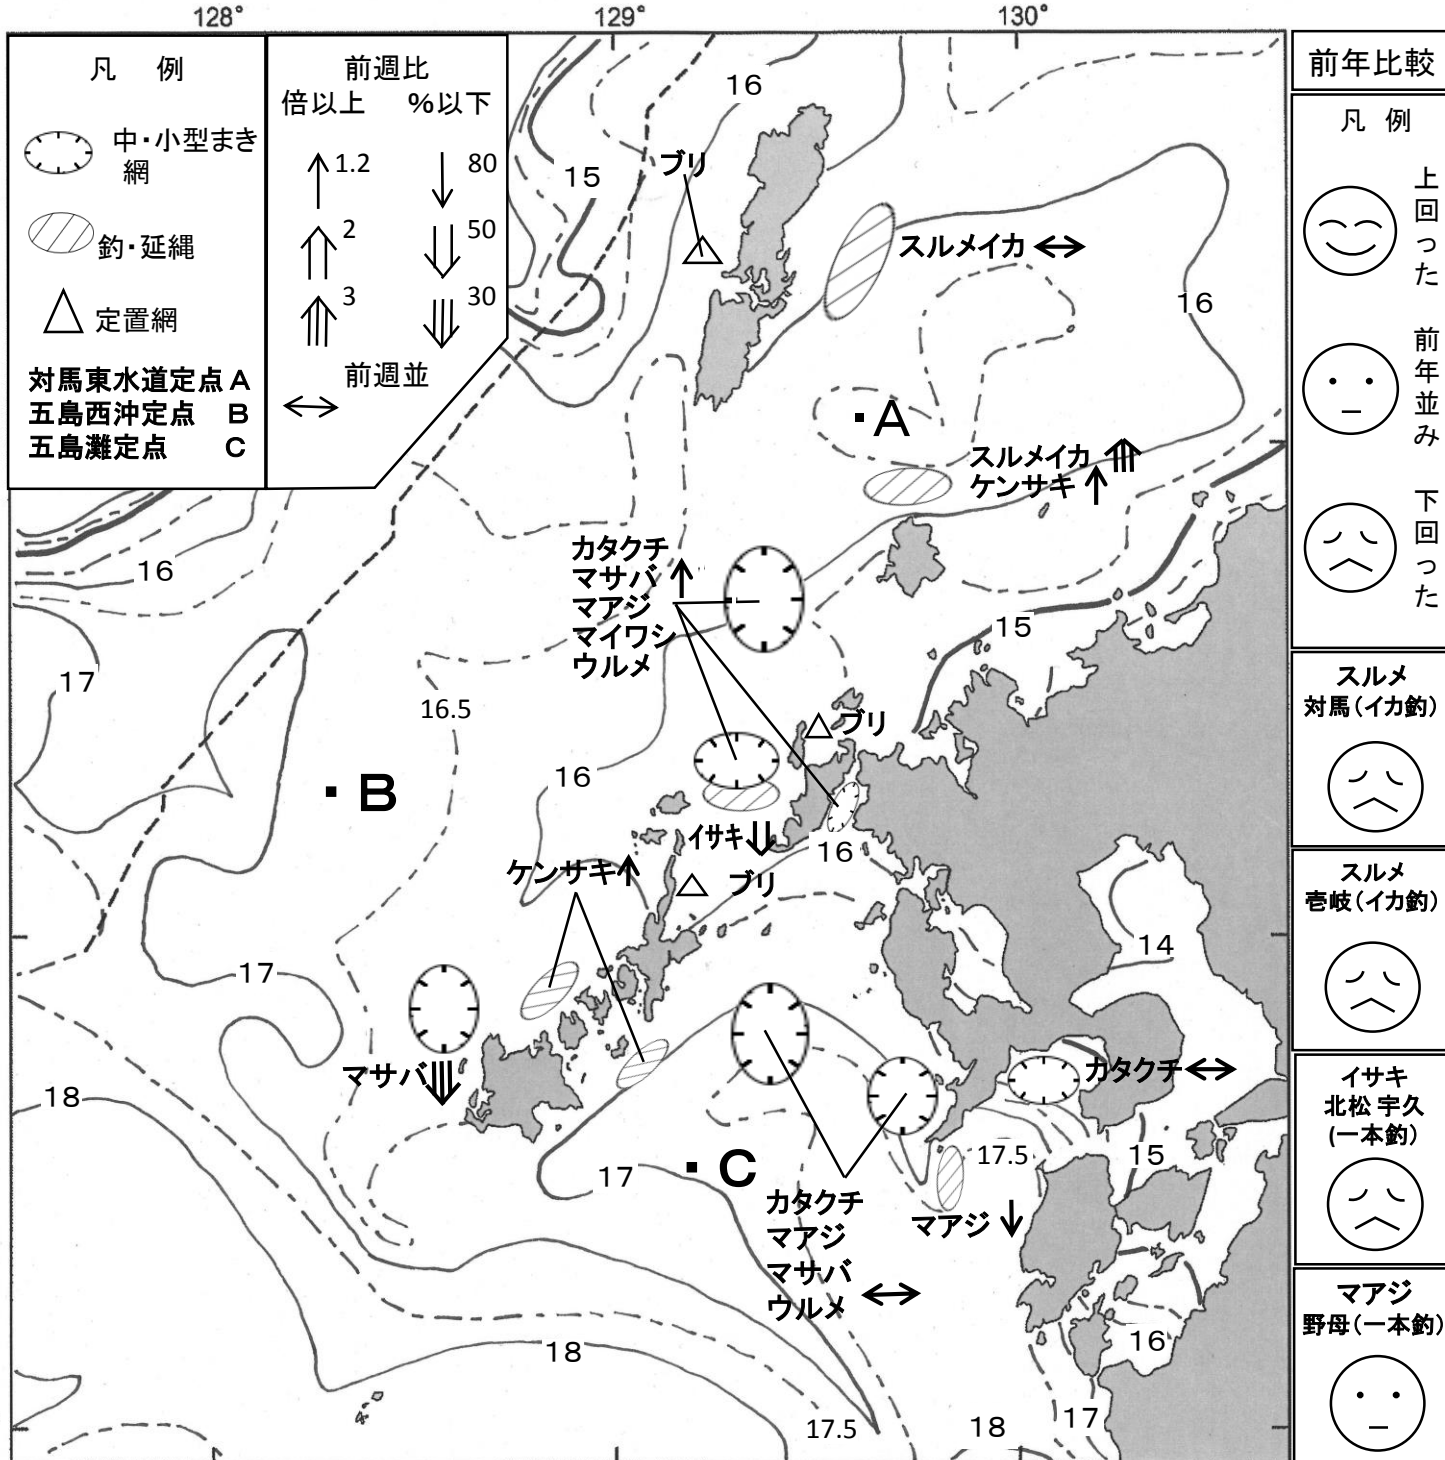 128°
129°
130°
凡 例
中・小型まき
網
釣・延縄
定置網
対馬東水道定点 A
五島西沖定点 B
五島灘定点 C
前週比
倍以上 %以下
1.2 80
2 50
3 30
前週並
前年比較
凡 例
上回った
前年並み
下回った
スルメ
対馬(イカ釣)
スルメ
壱岐(イカ釣)
イサキ
北松 宇久
(一本釣)
マアジ
野母(一本釣)
16
15
ブリ
スルメイカ
16
A
スルメイカ
ケンサキ
16
カタクチ
マサバ
マアジ
マイワシ
ウルメ
15
17
16.5
ブリ
16
B
イサキ
16
ケンサキ
ブリ
14
17
マサバ
カタクチ
18
17.5
15
17
C
カタクチ
マアジ
マサバ
ウルメ
マアジ
16
18
17.5
18
17